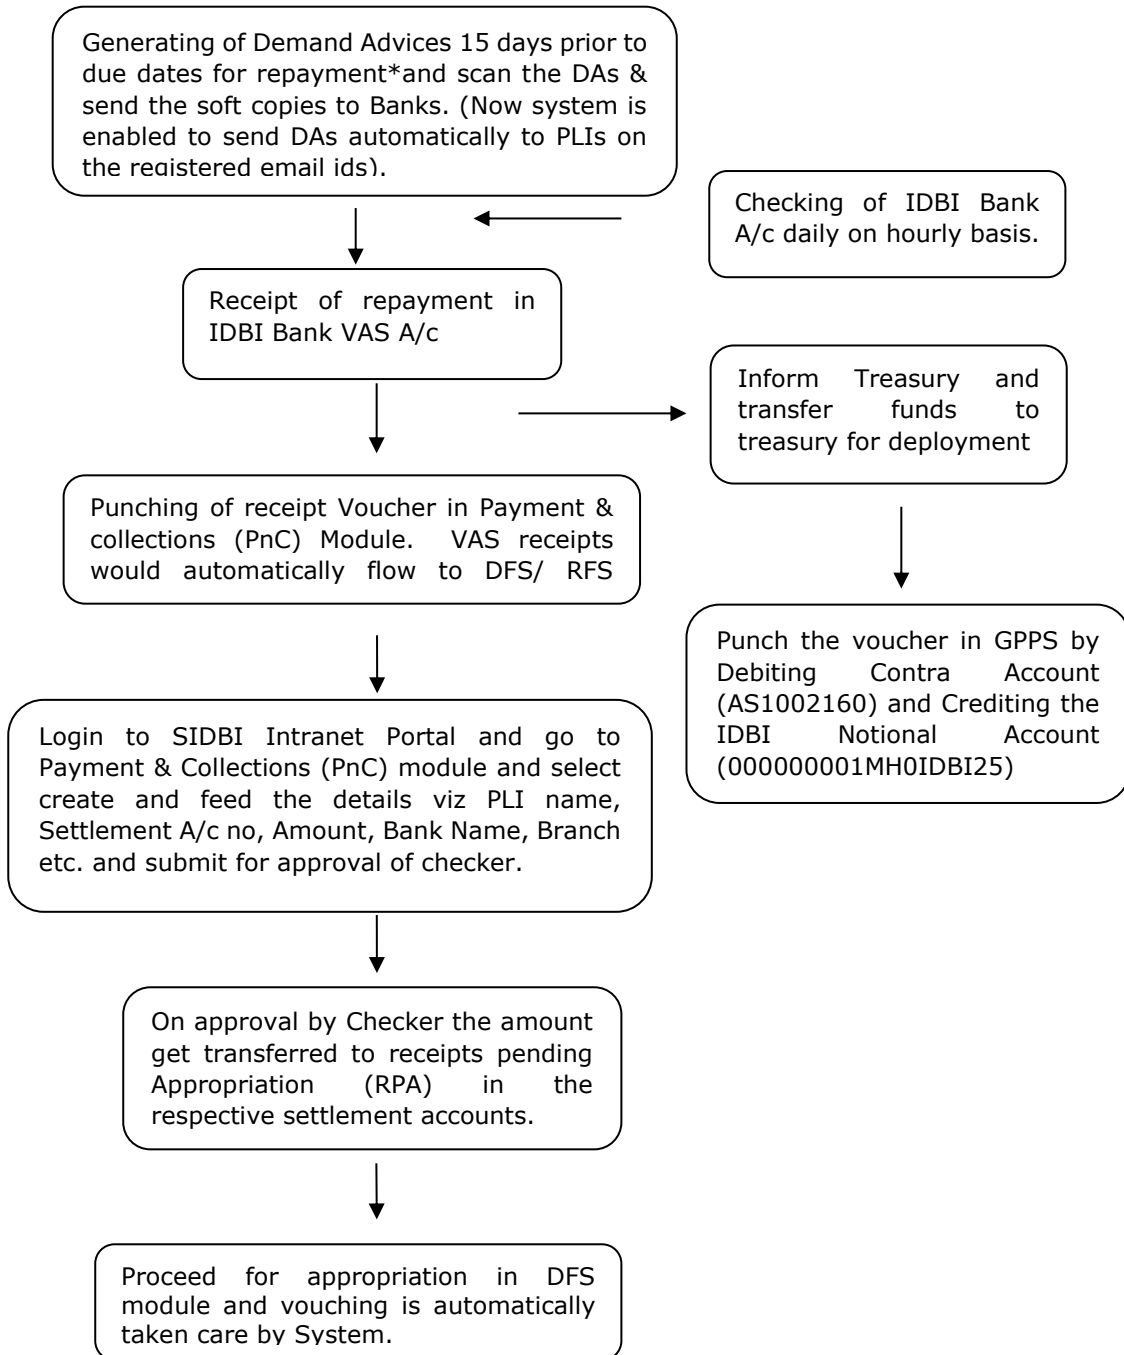 Generating of Demand Advices 15 days prior to
due dates for repayment*and scan the DAs &
send the soft copies to Banks. (Now system is
enabled to send DAs automatically to PLIs on
the registered email ids).
Checking of IDBI Bank
A/c daily on hourly basis.
Receipt of repayment in
IDBI Bank VAS A/c
Inform Treasury and
transfer funds to
treasury for deployment
Punching of receipt Voucher in Payment &
collections (PnC) Module. VAS receipts
would automatically flow to DFS/ RFS
Punch the voucher in GPPS by
Debiting Contra Account
(AS1002160) and Crediting the
IDBI Notional Account
(000000001MH0IDBI25)
Login to SIDBI Intranet Portal and go to
Payment & Collections (PnC) module and select
create and feed the details viz PLI name,
Settlement A/c no, Amount, Bank Name, Branch
etc. and submit for approval of checker.
On approval by Checker the amount
get transferred to receipts pending
Appropriation (RPA) in the
respective settlement accounts.
Proceed for appropriation in DFS
module and vouching is automatically
taken care by System.